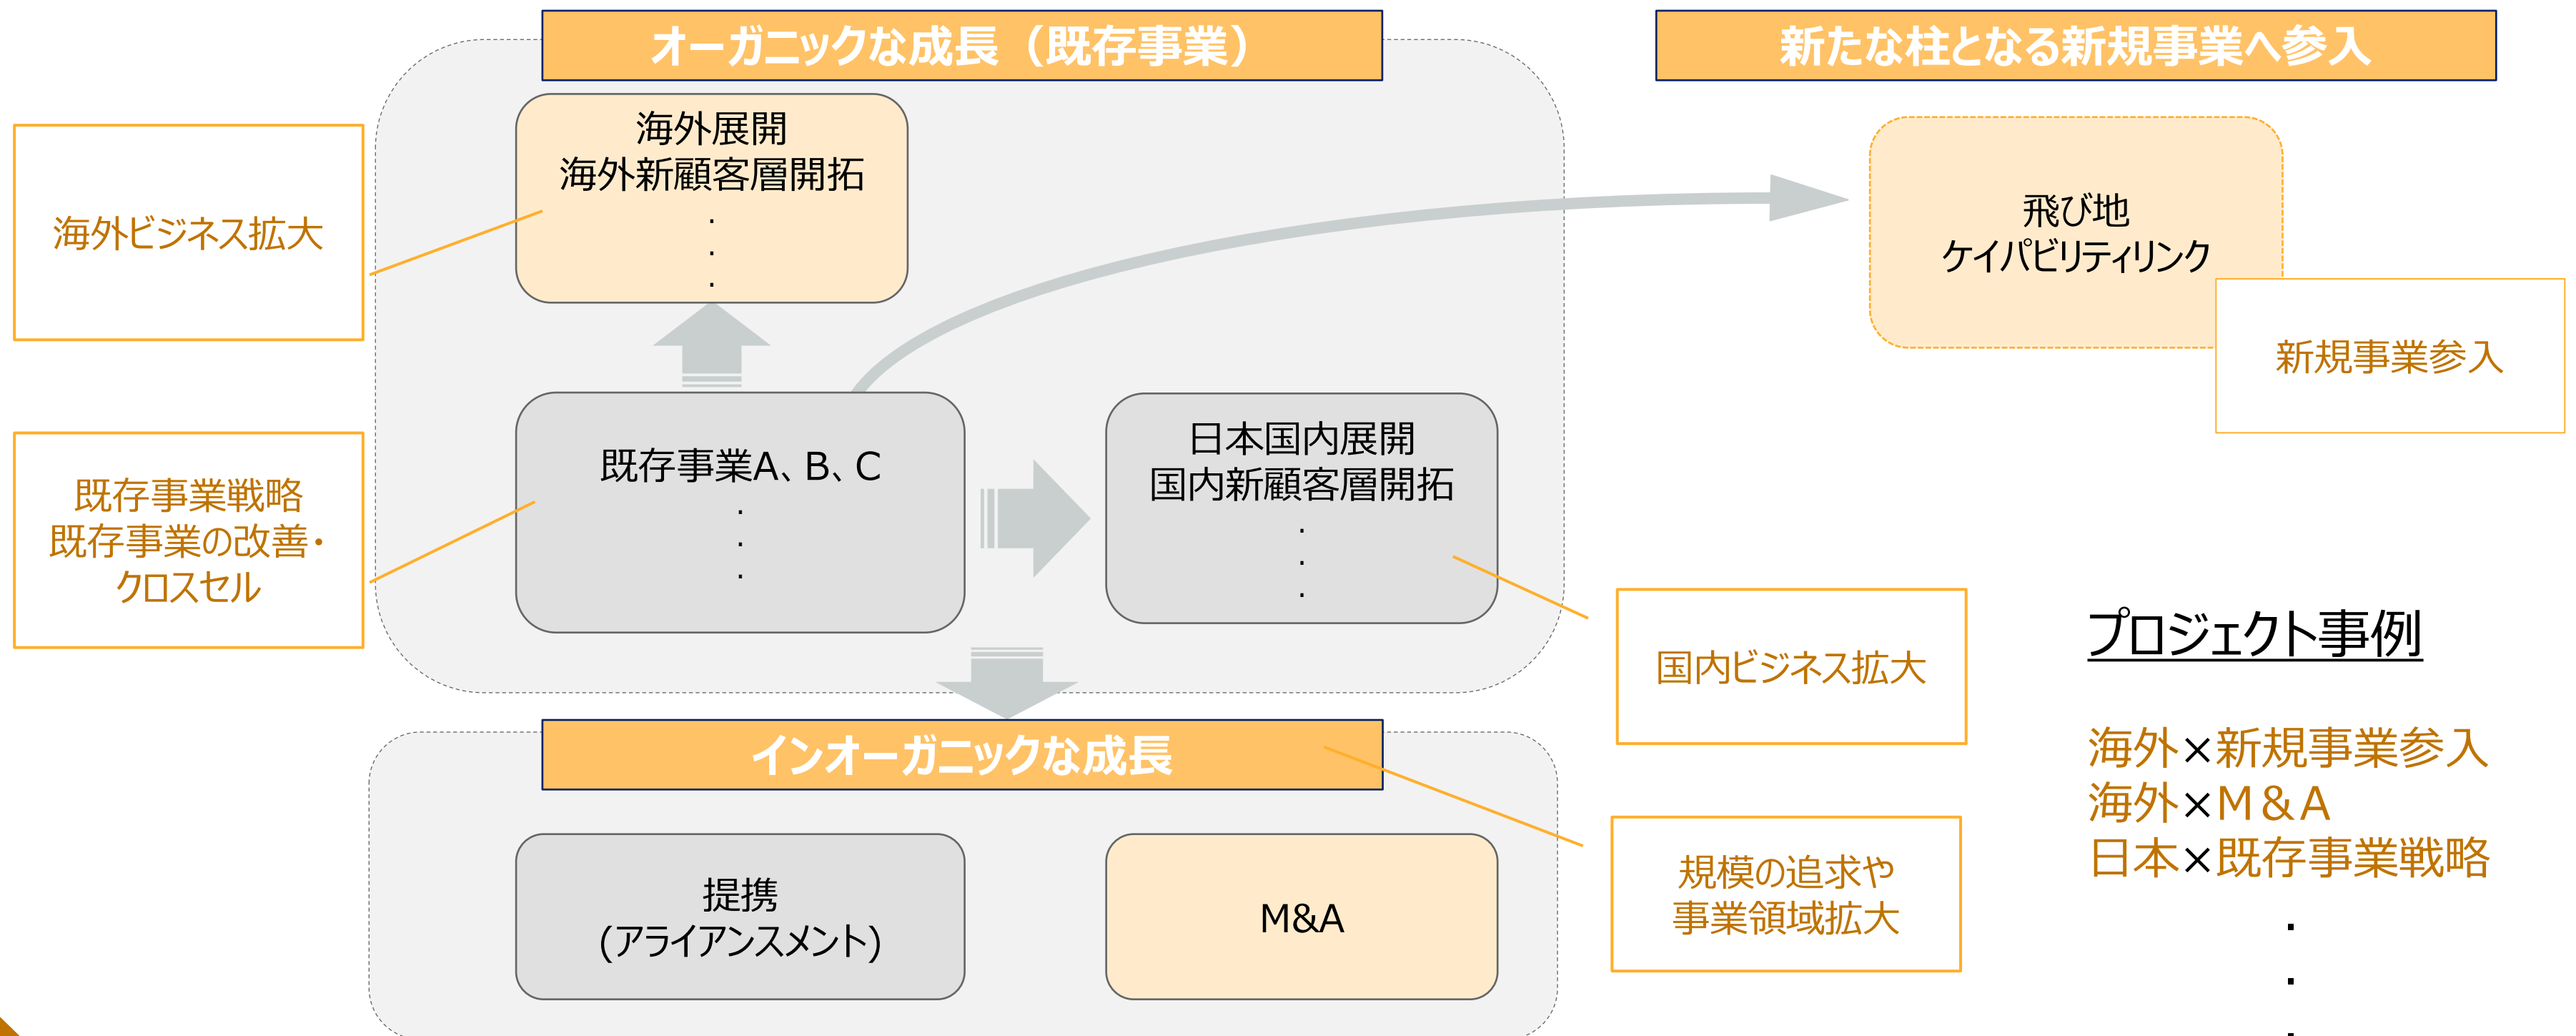 オーガニックな成長（既存事業）
新たな柱となる新規事業へ参入
海外展開
海外新顧客層開拓
.
.
.
海外ビジネス拡大
飛び地
ケイパビリティリンク
新規事業参入
既存事業A、B、C
.
.
.
日本国内展開
国内新顧客層開拓
.
.
.
既存事業戦略
既存事業の改善・
クロスセル
国内ビジネス拡大
インオーガニックな成長
提携
(アライアンスメント)
M&A
規模の追求や
事業領域拡大
プロジェクト事例
海外×新規事業参入
海外×M＆A
日本×既存事業戦略
.
.
.